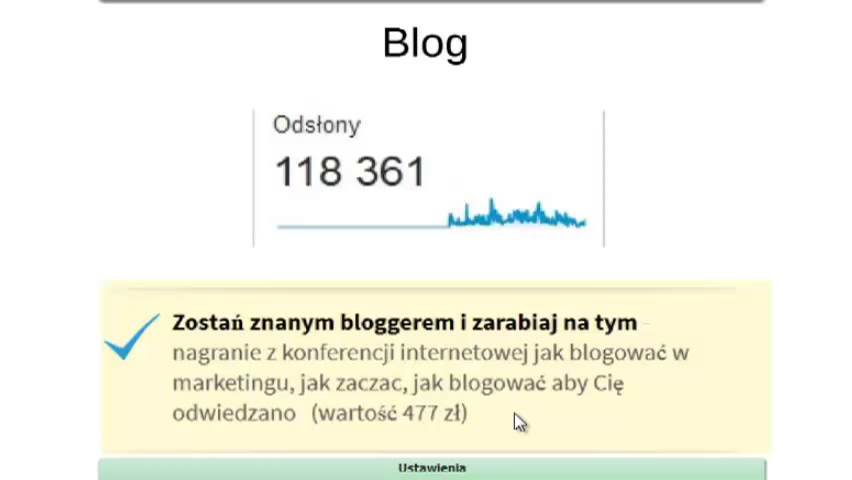 Blog
Odsłony
118 361
Zostań znanym bloggerem i zarabiaj na tym -
nagranie z konferencji internetowej jak blogować w
marketingu, jak zaczac, jak blogować aby Cię
odwiedzano (wartość 477 zł)
Ustawienia